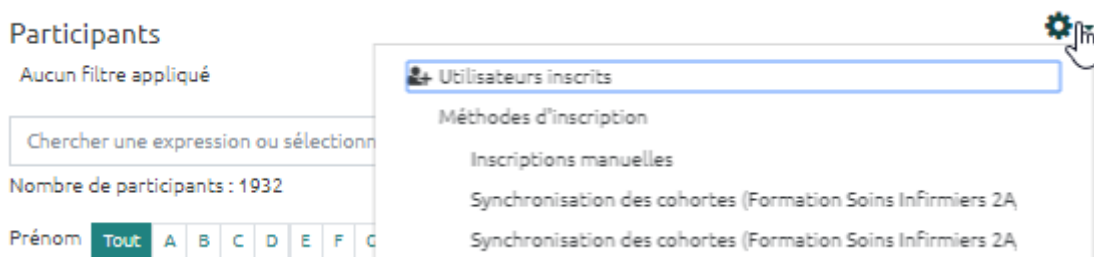 Participants
Aucun filtre appliqué
Utilisateurs inscrits
Méthodes d'inscription
Chercher une expression ou sélectionn
Inscriptions manuelles
Nombre de participants : 1932
Synchronisation des cohortes (Formation Soins Infirmiers 2A
Prénom Tout A B C D E F
Synchronisation des cohortes (Formation Soins Infirmiers 2A